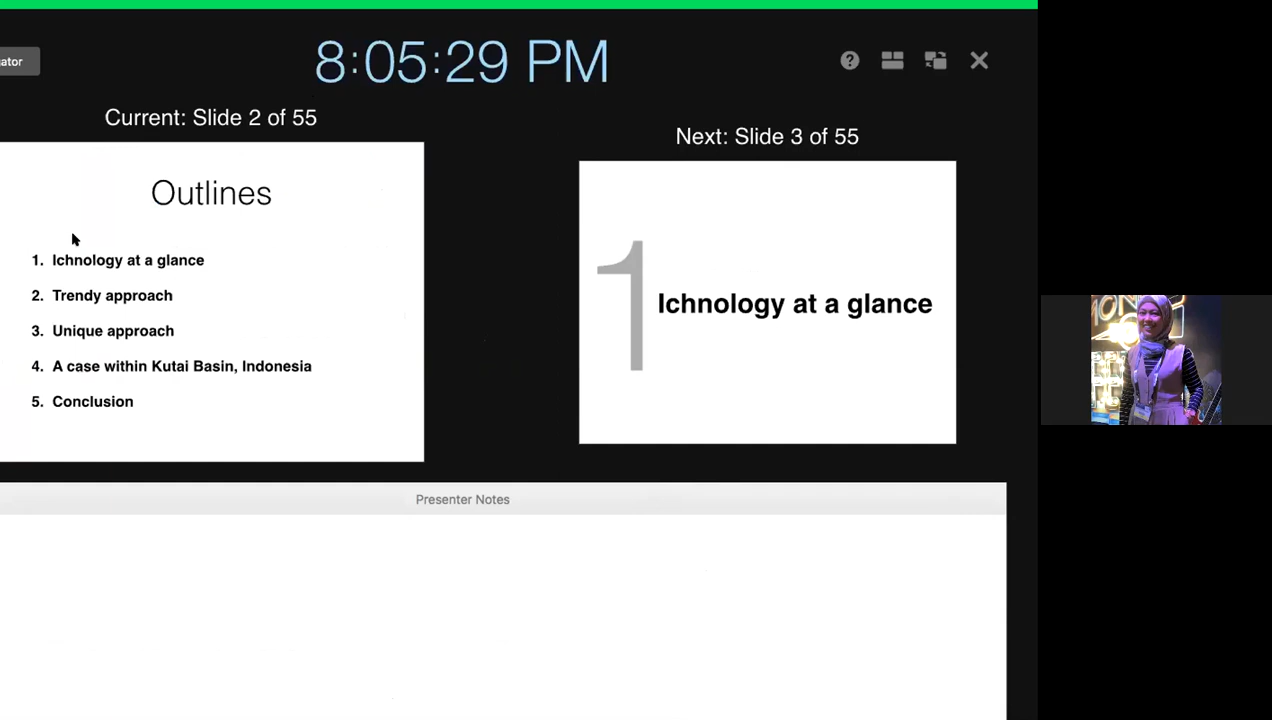 ator
8:05:29 PM
Current: Slide 2 of 55
Next: Slide 3 of 55
Outlines
1. Ichnology at a glance
2. Trendy approach
3. Unique approach
4. A case within Kutai Basin, Indonesia
5. Conclusion
1
Ichnology at a glance
Presenter Notes